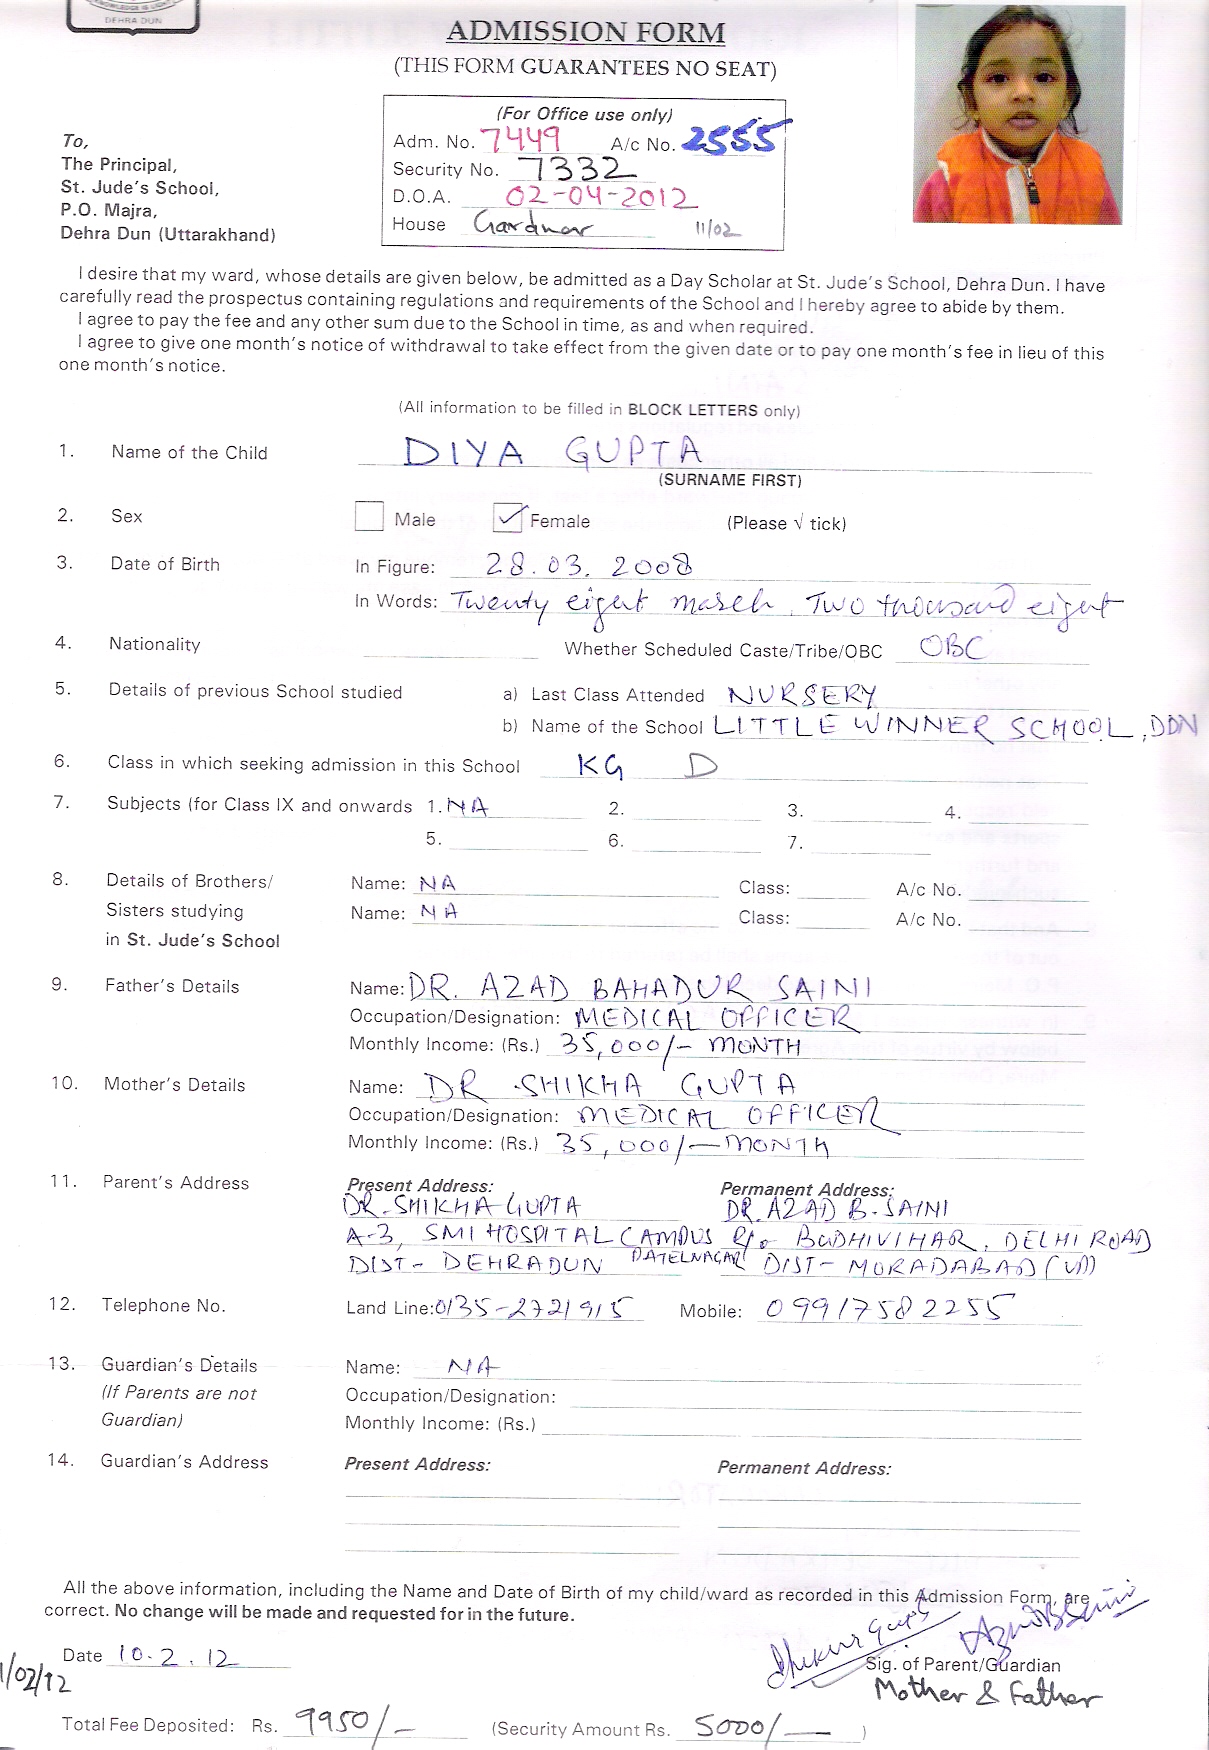 KNOWLEDGE IS LIGHT
DEHRA DUN
ADMISSION FORM
(THIS FORM GUARANTEES NO SEAT)
(For Office use only)
Adm. No. 7449 A/c No. 2555
Security No. 7332
D.O.A. 02-04-2012
House Gardnar 11/02
To,
The Principal,
St. Jude's School,
P.O. Majra,
Dehra Dun (Uttarakhand)
I desire that my ward, whose details are given below, be admitted as a Day Scholar at St. Jude's School, Dehra Dun. I have
carefully read the prospectus containing regulations and requirements of the School and I hereby agree to abide by them.
I agree to pay the fee and any other sum due to the School in time, as and when required.
I agree to give one month's notice of withdrawal to take effect from the given date or to pay one month's fee in lieu of this
one month's notice.
(All information to be filled in BLOCK LETTERS only)
1. Name of the Child DIYA GUPTA
(SURNAME FIRST)
2. Sex Male Female (Please √ tick)
3. Date of Birth In Figure: 28.03.2008
In Words: Twenty eight march, Two thousand eight
4. Nationality Whether Scheduled Caste/Tribe/OBC OBC
5. Details of previous School studied a) Last Class Attended NURSERY
b) Name of the School LITTLE WINNER SCHOOL, DDN
6. Class in which seeking admission in this School KG D
7. Subjects (for Class IX and onwards 1. NA 2. 3. 4.
5. 6. 7.
8. Details of Brothers/ Name: NA Class: A/c No.
Sisters studying Name: NA Class: A/c No.
in St. Jude's School
9. Father's Details Name: DR. AZAD BAHADUR SAINI
Occupation/Designation: MEDICAL OFFICER
Monthly Income: (Rs.) 35,000/- MONTH
10. Mother's Details Name: DR SHIKHA GUPTA
Occupation/Designation: MEDICAL OFFICER
Monthly Income: (Rs.) 35,000/- MONTH
11. Parent's Address Present Address: Permanent Address:
DR. SHIKHA GUPTA DR. AZAD B. SAINI
A-3, SMI HOSPITAL CAMPUS R/o BUDHIVIHAR, DELHI ROAD
DIST- DEHRADUN PATELNAGAR DIST- MORADABAD (UP)
12. Telephone No. Land Line: 0135-2721915 Mobile: 09917582255
13. Guardian's Details Name: NA
(If Parents are not Occupation/Designation:
Guardian) Monthly Income: (Rs.)
14. Guardian's Address Present Address: Permanent Address:
All the above information, including the Name and Date of Birth of my child/ward as recorded in this Admission Form, are
correct. No change will be made and requested for in the future.
Date 10.2.12
Shikha Gupta AzadBSaini
Sig. of Parent/Guardian
1/02/12 Mother & Father
Total Fee Deposited: Rs. 9950/- (Security Amount Rs. 5000/- )